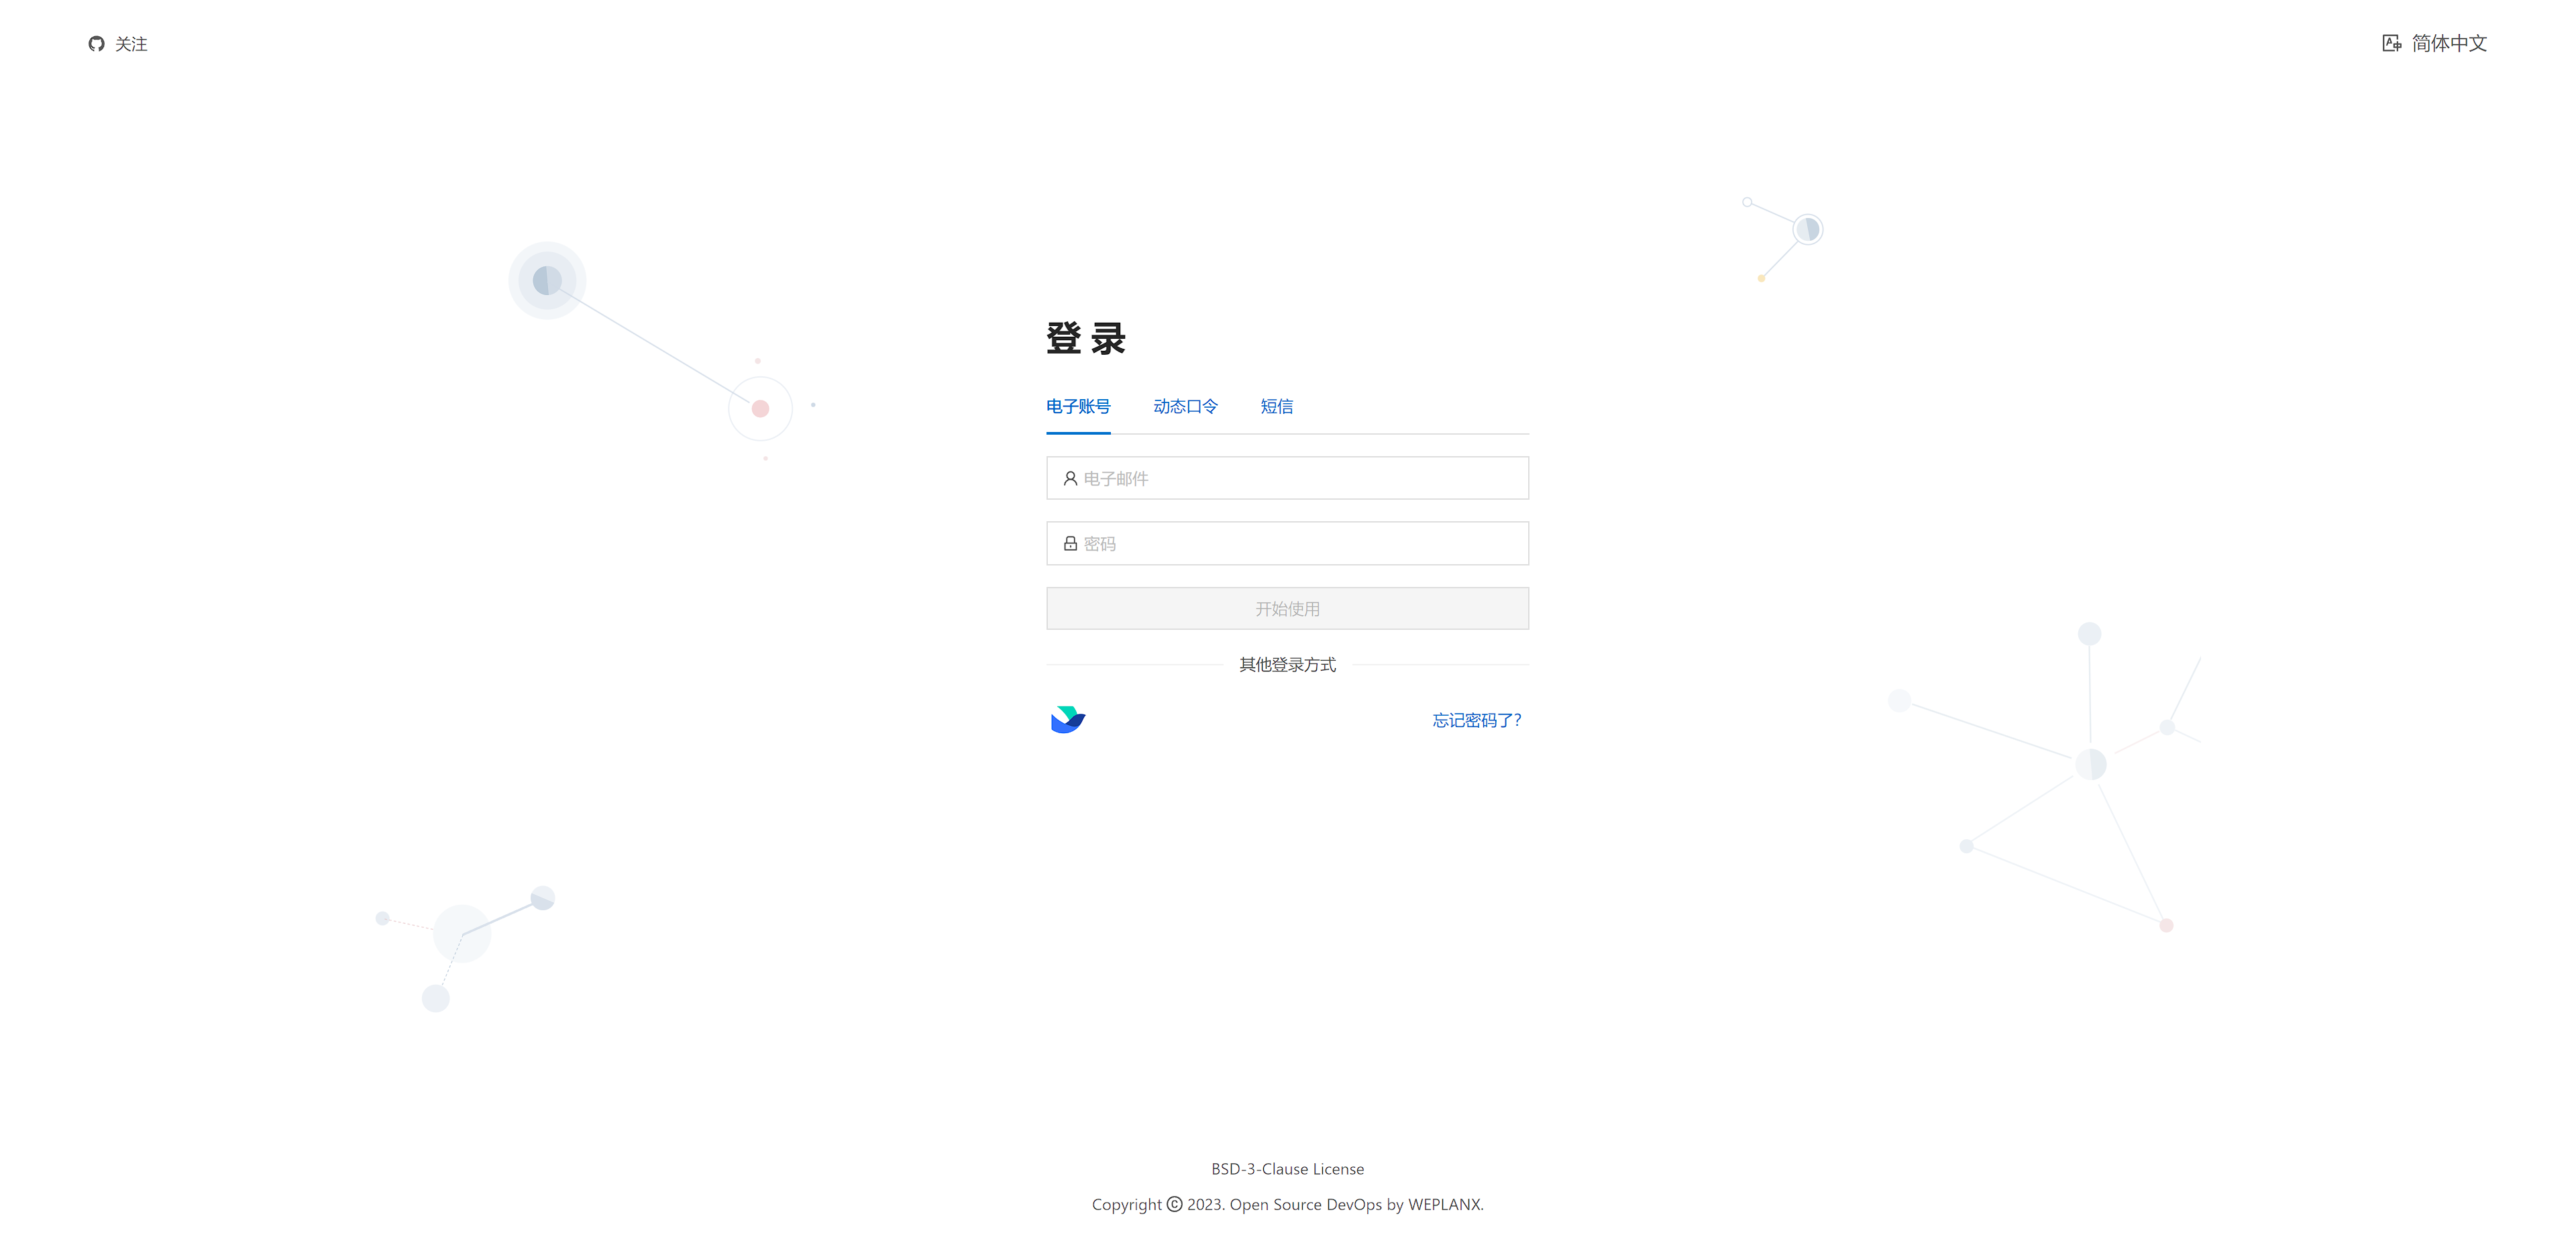 关注
简体中文
登 录
电子账号 动态口令 短信
电子邮件
密码
开始使用
其他登录方式
忘记密码了?
BSD-3-Clause License
Copyright © 2023. Open Source DevOps by WEPLANX.